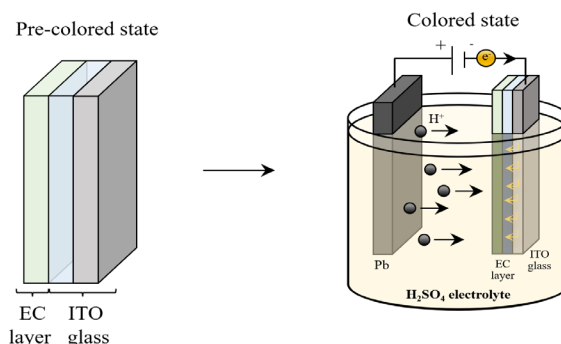 Pre-colored state
EC
layer
ITO
glass
Colored state
+
-
e⁻
H⁺
Pb
EC
layer
ITO
glass
H₂SO₄ electrolyte